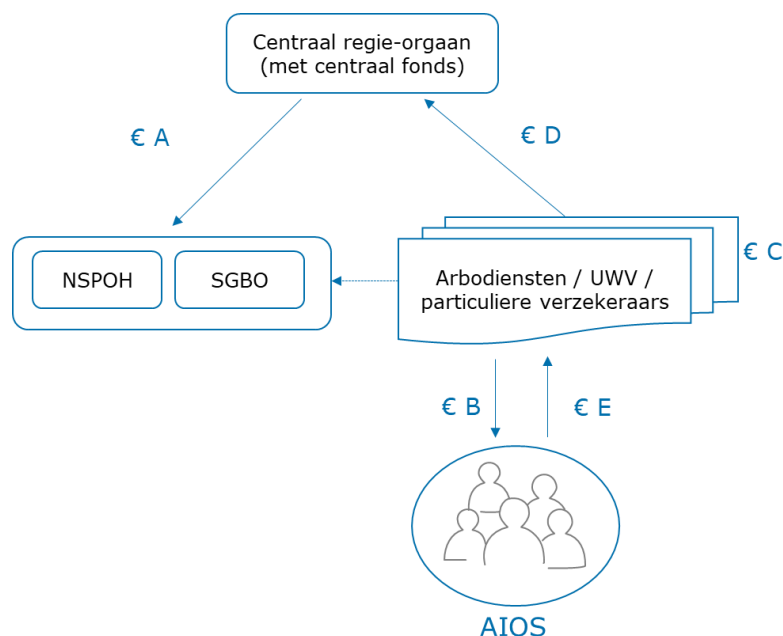 Centraal regie-orgaan
(met centraal fonds)
€ A
€ D
NSPOH
SGBO
Arbodiensten / UWV /
particuliere verzekeraars
€ C
€ B
€ E
AIOS